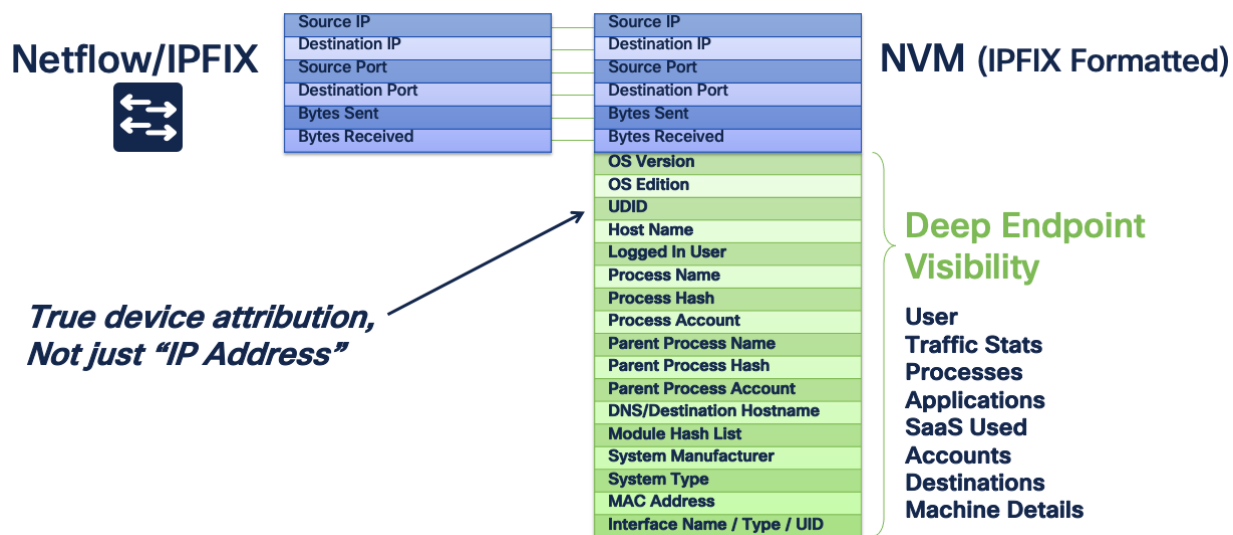 Netflow/IPFIX
Source IP
Destination IP
Source Port
Destination Port
Bytes Sent
Bytes Received
Source IP
Destination IP
Source Port
Destination Port
Bytes Sent
Bytes Received
OS Version
OS Edition
UDID
Host Name
Logged In User
Process Name
Process Hash
Process Account
Parent Process Name
Parent Process Hash
Parent Process Account
DNS/Destination Hostname
Module Hash List
System Manufacturer
System Type
MAC Address
Interface Name / Type / UID
NVM (IPFIX Formatted)
True device attribution,
Not just “IP Address”
Deep Endpoint
Visibility
User
Traffic Stats
Processes
Applications
SaaS Used
Accounts
Destinations
Machine Details